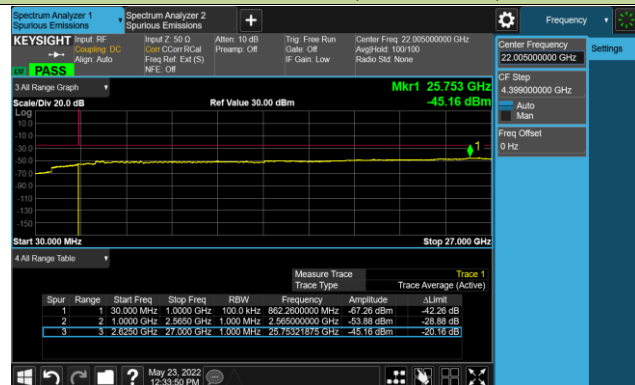 Spectrum Analyzer 1
Spurious Emissions
Spectrum Analyzer 2
Spurious Emissions
+
Frequency
KEYSIGHT
Input: RF
Coupling: DC
Align: Auto
Input Z: 50 Ω
Corr CCorr RCal
Freq Ref: Ext (S)
NFE: Off
Atten: 10 dB
Preamp: Off
Trig: Free Run
Gate: Off
IF Gain: Low
Center Freq: 22.005000000 GHz
Avg|Hold: 100/100
Radio Std: None
PASS
Center Frequency
22.005000000 GHz
Settings
CF Step
4.399000000 GHz
Auto
Man
Freq Offset
0 Hz
3 All Range Graph
Mkr1 25.753 GHz
Scale/Div 20.0 dB
Ref Value 30.00 dBm
-45.16 dBm
Log
10.0
-10.0
-30.0
-50.0
-70.0
-90.0
-110
-130
-150
1
Start 30.000 MHz
Stop 27.000 GHz
4 All Range Table
Measure Trace Trace 1
Trace Type Trace Average (Active)
Spur Range Start Freq Stop Freq RBW Frequency Amplitude ΔLimit
1 1 30.000 MHz 1.0000 GHz 100.0 kHz 862.2600000 MHz -67.26 dBm -42.26 dB
2 2 1.0000 GHz 2.5650 GHz 1.000 MHz 2.565000000 GHz -53.88 dBm -28.88 dB
3 3 2.6250 GHz 27.000 GHz 1.000 MHz 25.75321875 GHz -45.16 dBm -20.16 dB
?
May 23, 2022
12:33:50 PM